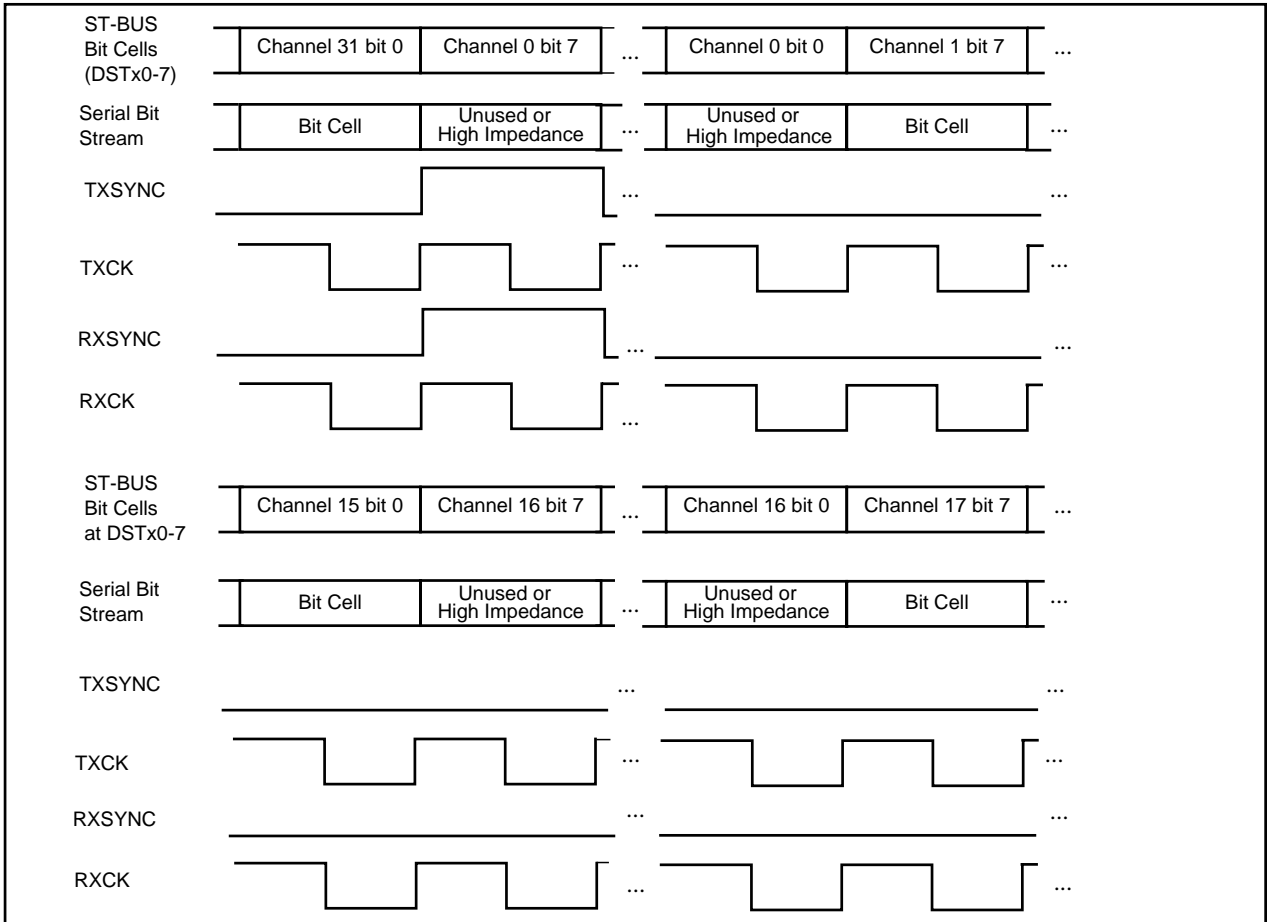 ST-BUS
Bit Cells
(DSTx0-7)
Channel 31 bit 0
Channel 0 bit 7
...
Channel 0 bit 0
Channel 1 bit 7
...
Serial Bit
Stream
Bit Cell
Unused or
High Impedance
...
Unused or
High Impedance
Bit Cell
...
TXSYNC
...
...
TXCK
...
...
RXSYNC
...
...
RXCK
...
...
ST-BUS
Bit Cells
at DSTx0-7
Channel 15 bit 0
Channel 16 bit 7
...
Channel 16 bit 0
Channel 17 bit 7
...
Serial Bit
Stream
Bit Cell
Unused or
High Impedance
...
Unused or
High Impedance
Bit Cell
...
TXSYNC
...
...
TXCK
...
...
RXSYNC
...
...
RXCK
...
...